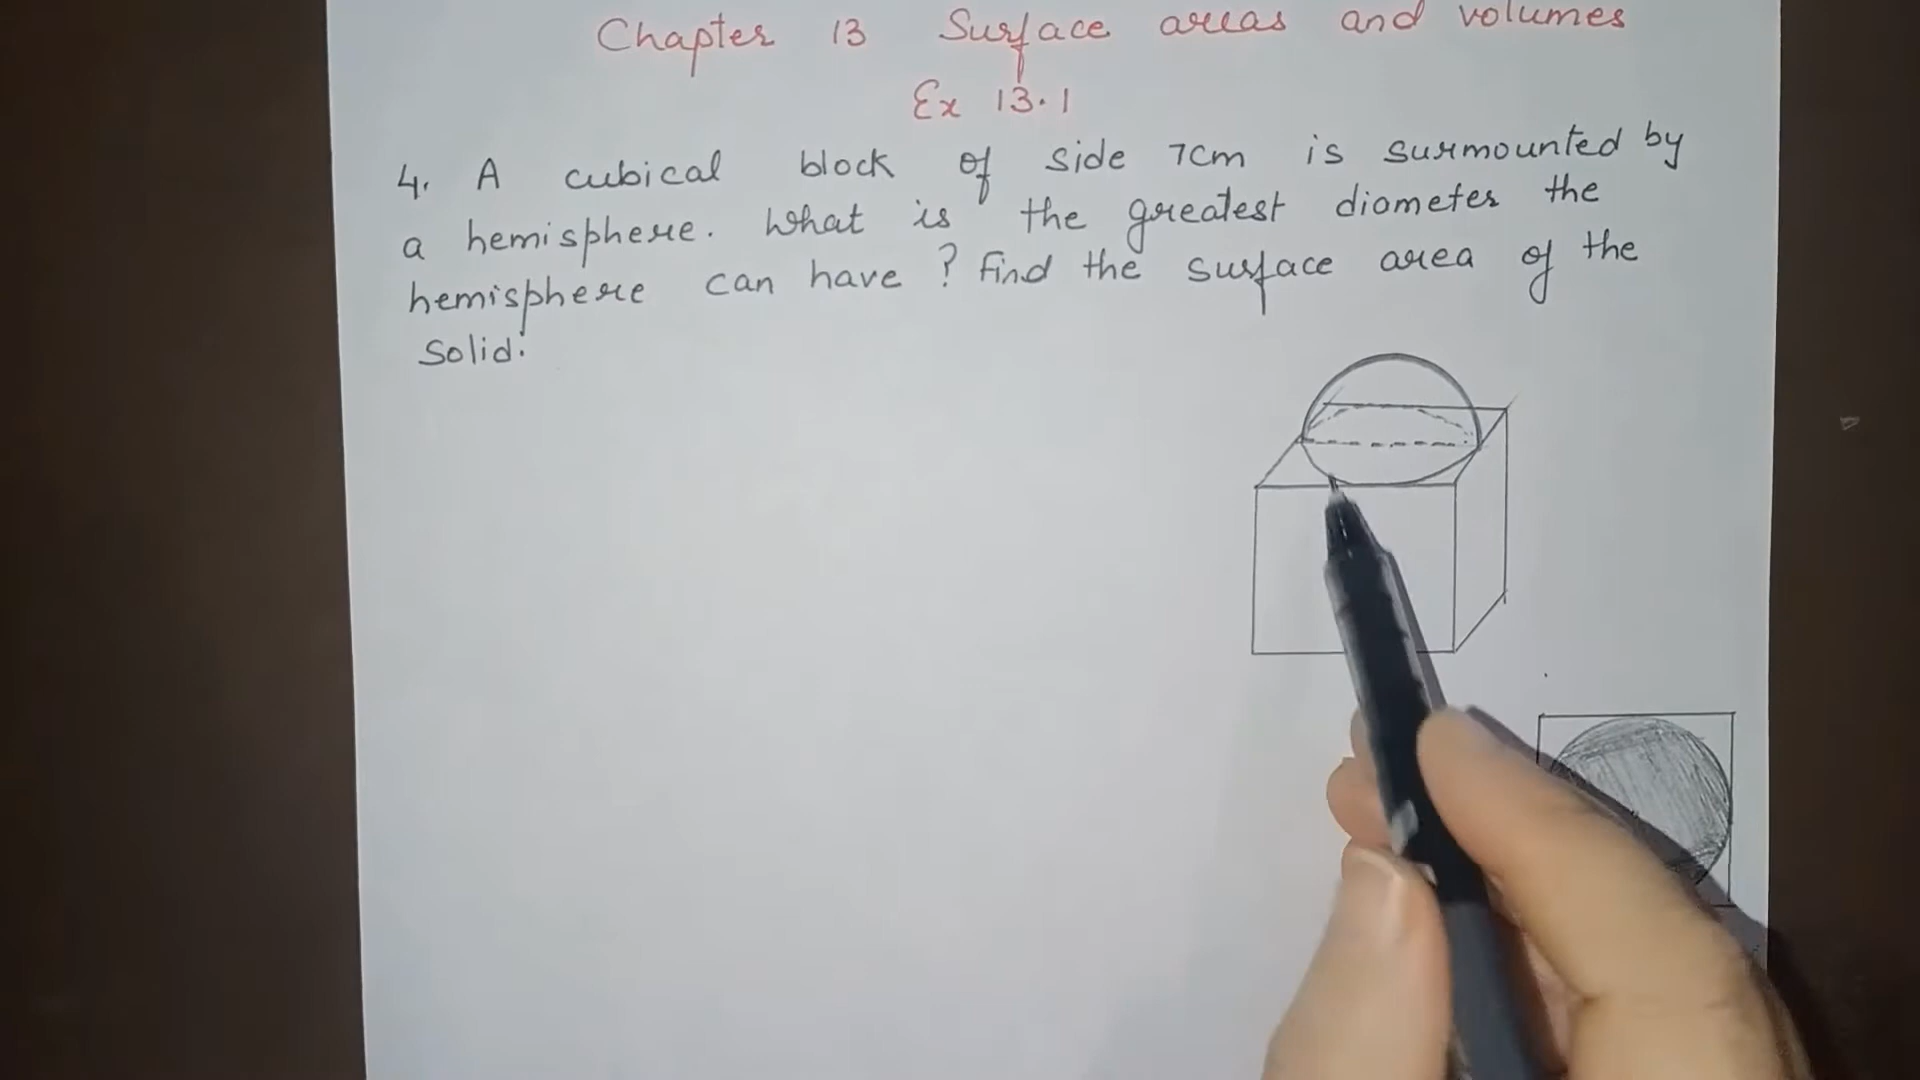 Chapter 13 Surface areas and volumes
Ex 13.1
4. A cubical block of side 7cm is surmounted by
a hemisphere. What is the greatest diameter the
hemisphere can have ? Find the surface area of the
solid.